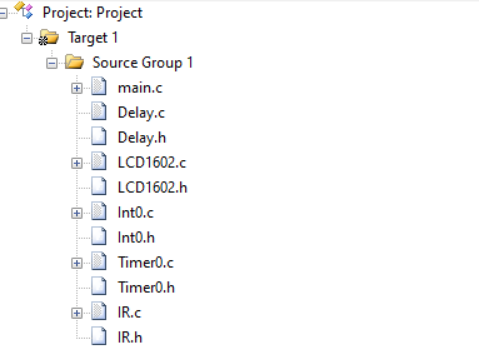 Project: Project
Target 1
Source Group 1
main.c
Delay.c
Delay.h
LCD1602.c
LCD1602.h
Int0.c
Int0.h
Timer0.c
Timer0.h
IR.c
IR.h